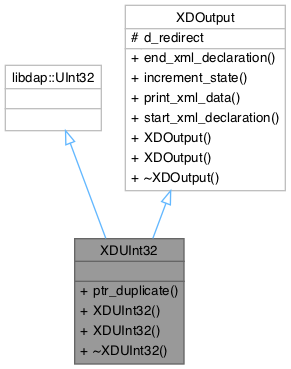 XDOutput
# d_redirect
+ end_xml_declaration()
+ increment_state()
+ print_xml_data()
+ start_xml_declaration()
+ XDOutput()
+ XDOutput()
+ ~XDOutput()
libdap::UInt32
XDUInt32
+ ptr_duplicate()
+ XDUInt32()
+ XDUInt32()
+ ~XDUInt32()